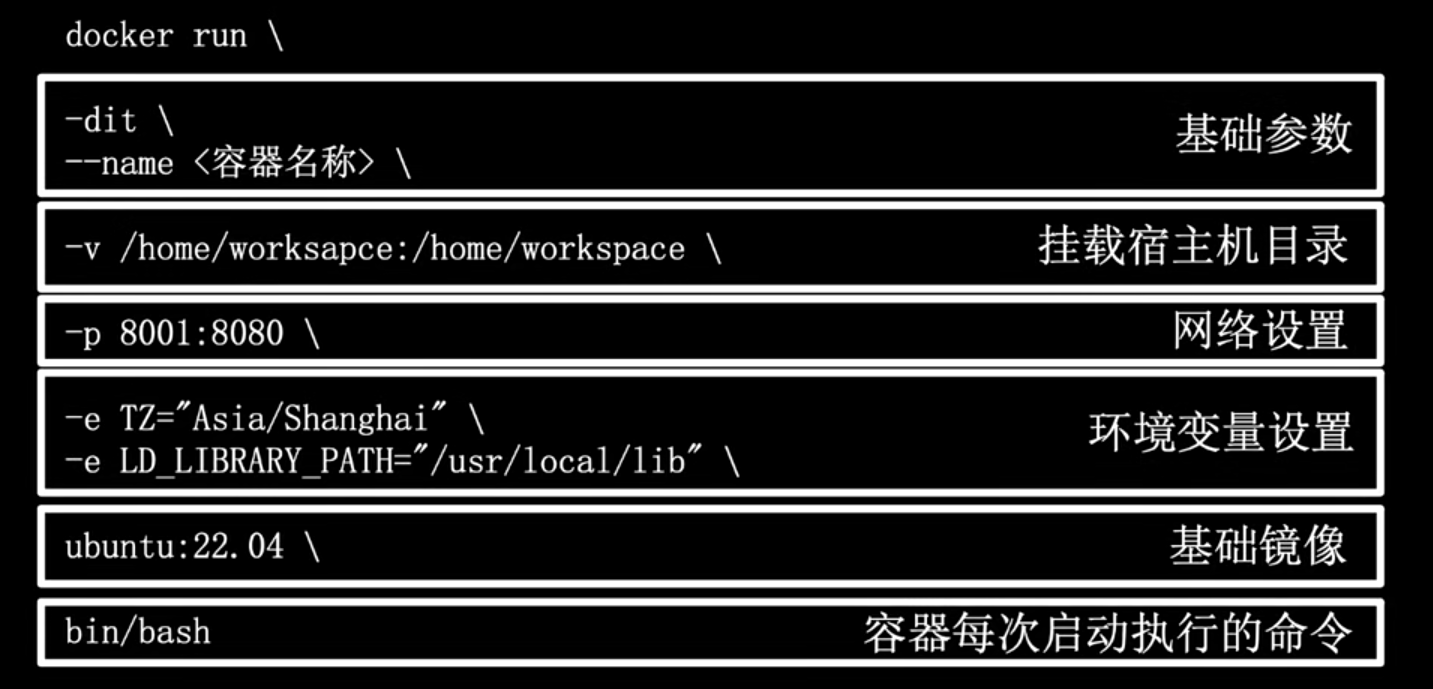 docker run \
-dit \
--name <容器名称> \
基础参数
-v /home/worksapce:/home/workspace \
挂载宿主机目录
-p 8001:8080 \
网络设置
-e TZ="Asia/Shanghai" \
-e LD_LIBRARY_PATH="/usr/local/lib" \
环境变量设置
ubuntu:22.04 \
基础镜像
bin/bash
容器每次启动执行的命令